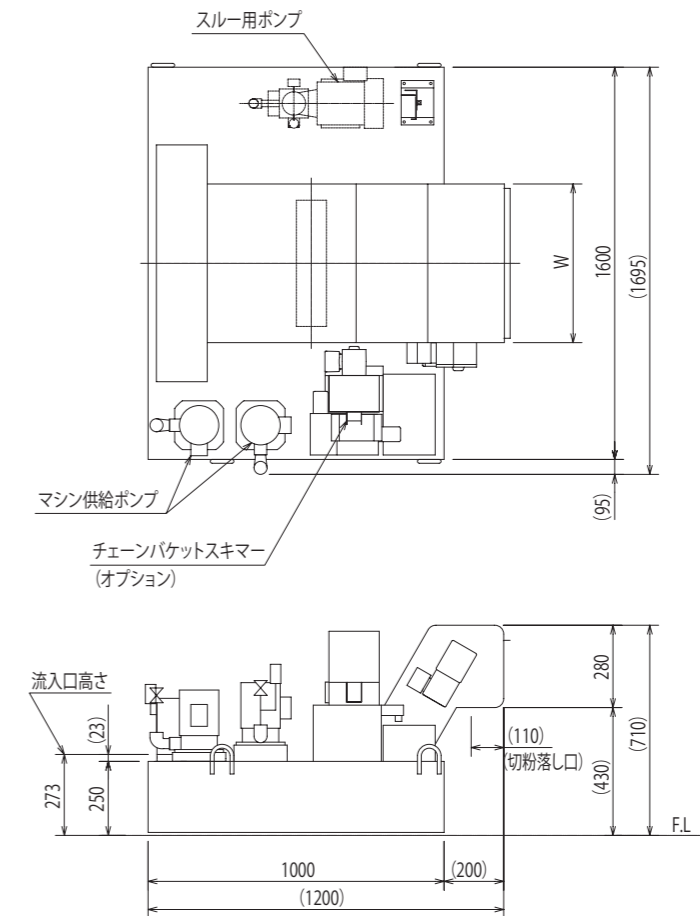 スルー用ポンプ
W
1600
(1695)
(95)
マシン供給ポンプ
チェーンバケットスキマー
(オプション)
流入口高さ
(23)
273
250
280
(710)
(430)
(110)
(切粉落し口)
F.L
1000
(200)
(1200)